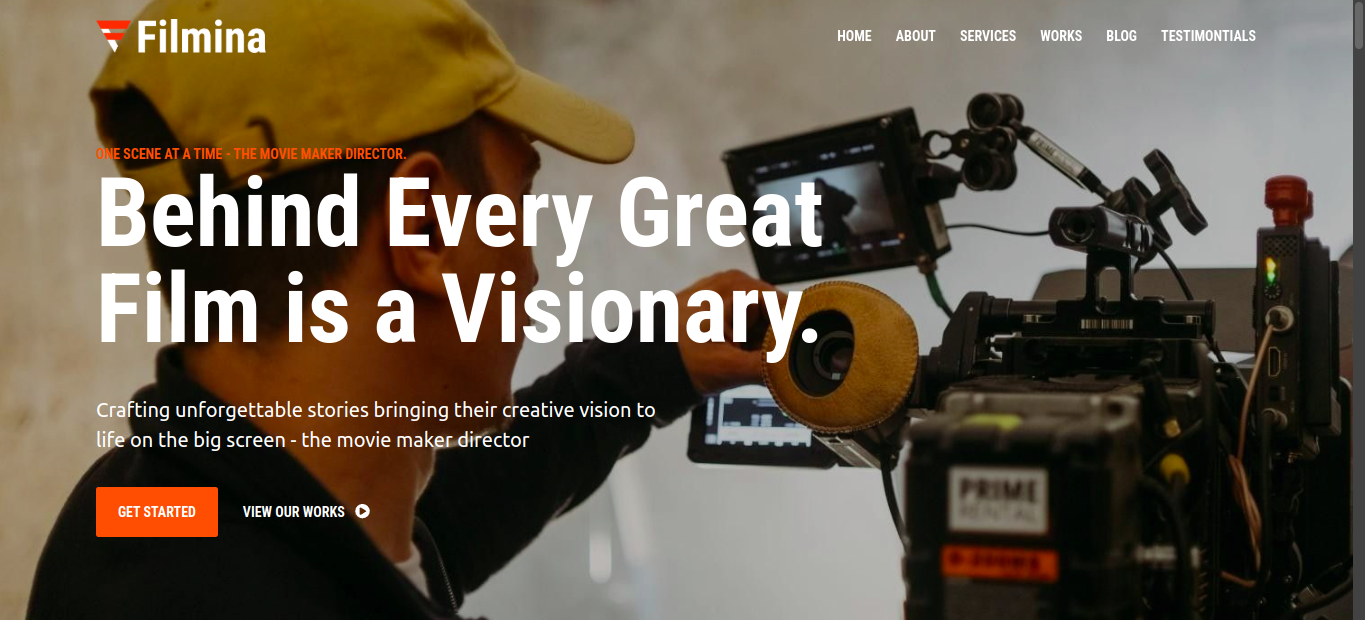 Filmina
HOME ABOUT SERVICES WORKS BLOG TESTIMONTIALS
ONE SCENE AT A TIME - THE MOVIE MAKER DIRECTOR.
Behind Every Great
Film is a Visionary.
Crafting unforgettable stories bringing their creative vision to
life on the big screen - the movie maker director
GET STARTED VIEW OUR WORKS
PRIME
RENTAL